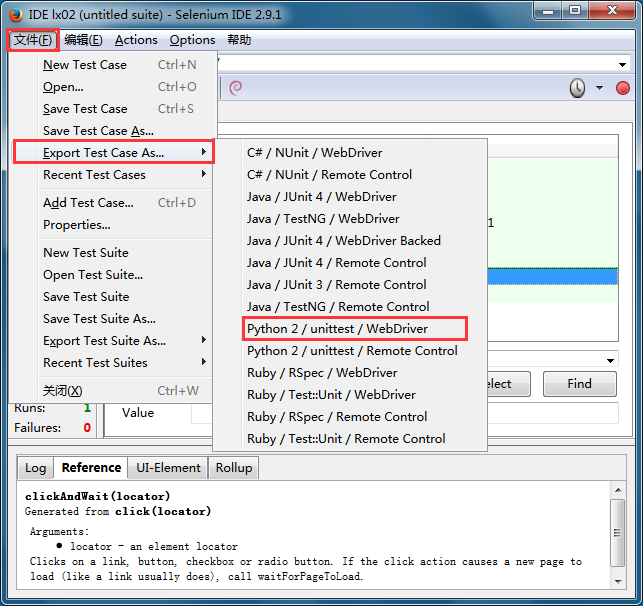 IDE lx02 (untitled suite) - Selenium IDE 2.9.1
文件(F) 编辑(E) Actions Options 帮助
New Test Case Ctrl+N
Open... Ctrl+O
Save Test Case Ctrl+S
Save Test Case As...
Export Test Case As...
Recent Test Cases
Add Test Case... Ctrl+D
Properties...
New Test Suite
Open Test Suite...
Save Test Suite
Save Test Suite As...
Export Test Suite As...
Recent Test Suites
关闭(X) Ctrl+W
C# / NUnit / WebDriver
C# / NUnit / Remote Control
Java / JUnit 4 / WebDriver
Java / TestNG / WebDriver
Java / JUnit 4 / WebDriver Backed
Java / JUnit 4 / Remote Control
Java / JUnit 3 / Remote Control
Java / TestNG / Remote Control
Python 2 / unittest / WebDriver
Python 2 / unittest / Remote Control
Ruby / RSpec / WebDriver
Ruby / Test::Unit / WebDriver
Ruby / RSpec / Remote Control
Ruby / Test::Unit / Remote Control
1
elect Find
Runs: 1
Failures: 0
Value
Log Reference UI-Element Rollup
clickAndWait(locator)
Generated from click(locator)
Arguments:
• locator - an element locator
Clicks on a link, button, checkbox or radio button. If the click action causes a new page to
load (like a link usually does), call waitForPageToLoad.